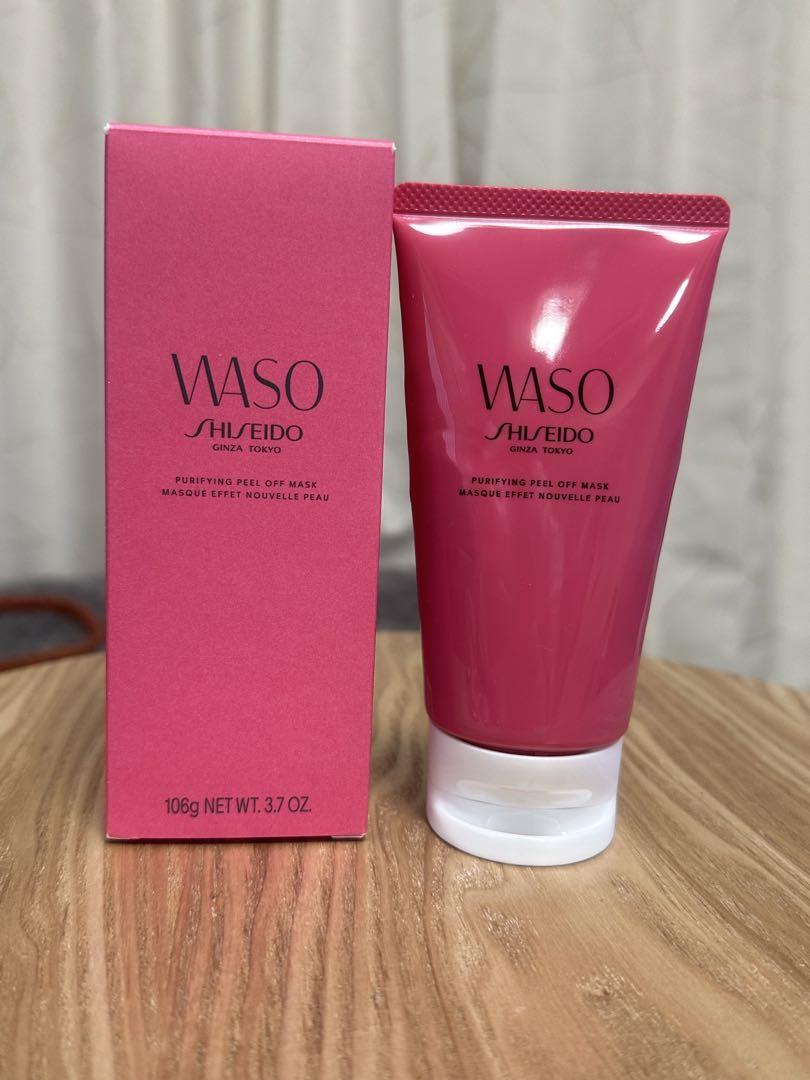 WASO
SHISEIDO
GINZA TOKYO
PURIFYING PEEL OFF MASK
MASQUE EFFET NOUVELLE PEAU
106g NET WT. 3.7 OZ.
WASO
SHISEIDO
GINZA TOKYO
PURIFYING PEEL OFF MASK
MASQUE EFFET NOUVELLE PEAU